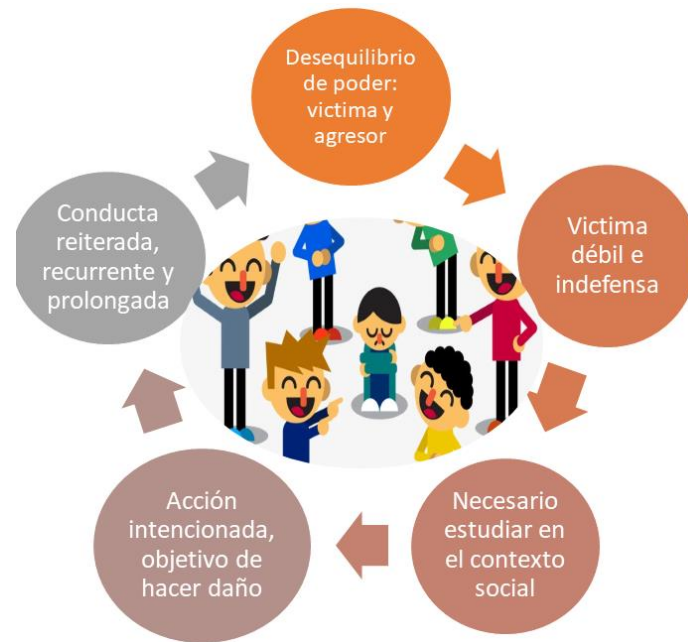 Desequilibrio
de poder:
victima y
agresor
Victima
débil e
indefensa
Necesario
estudiar en
el contexto
social
Acción
intencionada,
objetivo de
hacer daño
Conducta
reiterada,
recurrente y
prolongada